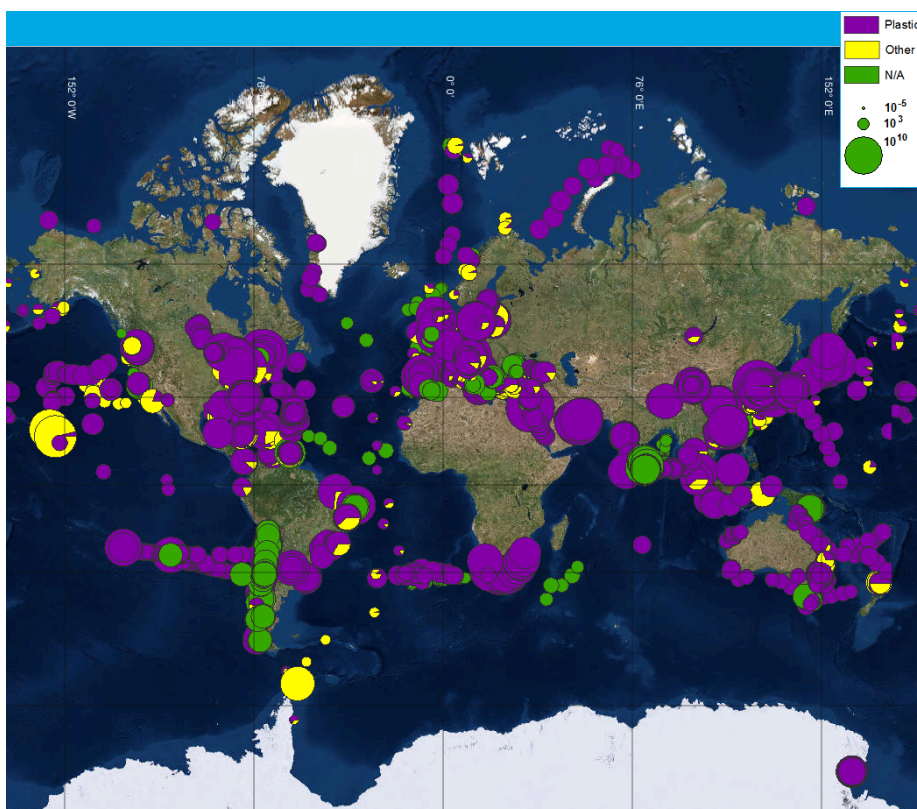 152° 0'W
76°
0° 0'
76° 0'E
152° 0'E
Plastic
Other
N/A
10⁻⁵
10³
10¹⁰